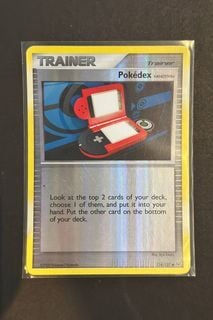 TRAINER
Trainer
Pokédex HANDY910is
Look at the top 2 cards of your deck,
choose 1 of them, and put it into your
hand. Put the other card on the bottom
of your deck.